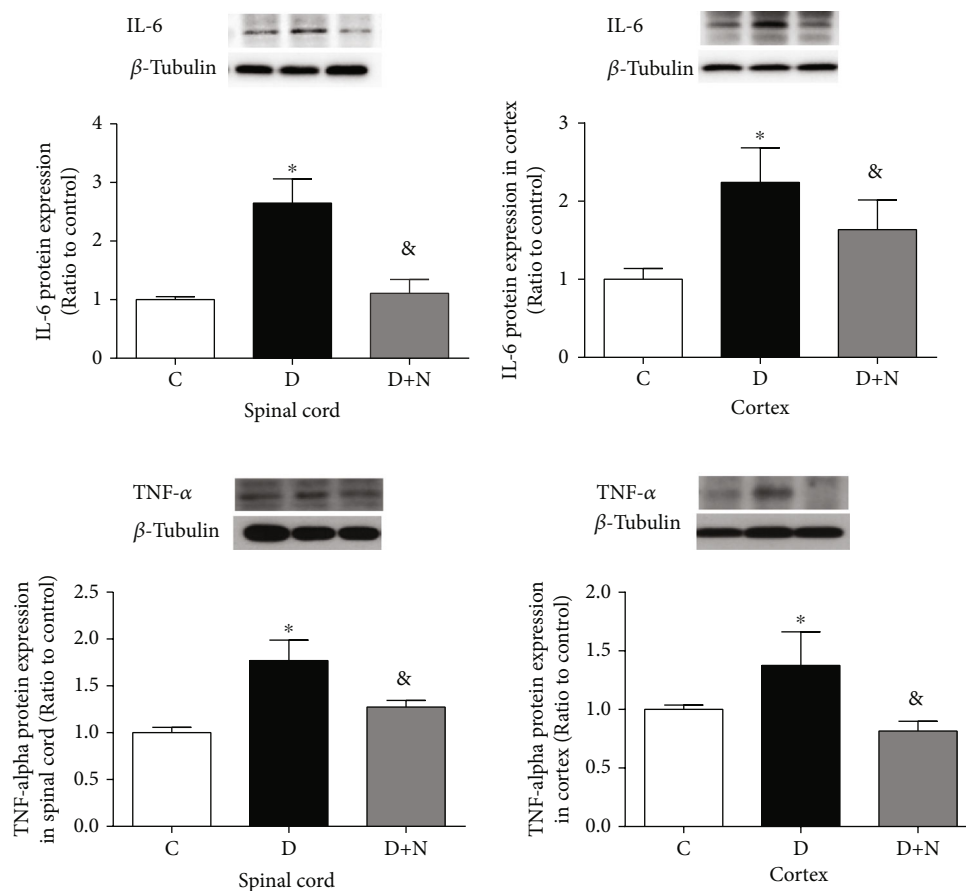 IL-6
β-Tubulin
IL-6 protein expression
(Ratio to control)
4
3
2
1
0
*
&
C D D+N
Spinal cord
IL-6
β-Tubulin
IL-6 protein expression in cortex
(Ratio to control)
3
2
1
0
*
&
C D D+N
Cortex
TNF-α
β-Tubulin
TNF-alpha protein expression
in spinal cord (Ratio to control)
2.5
2.0
1.5
1.0
0.5
0.0
*
&
C D D+N
Spinal cord
TNF-α
β-Tubulin
TNF-alpha protein expression
in cortex (Ratio to control)
2.0
1.5
1.0
0.5
0.0
*
&
C D D+N
Cortex